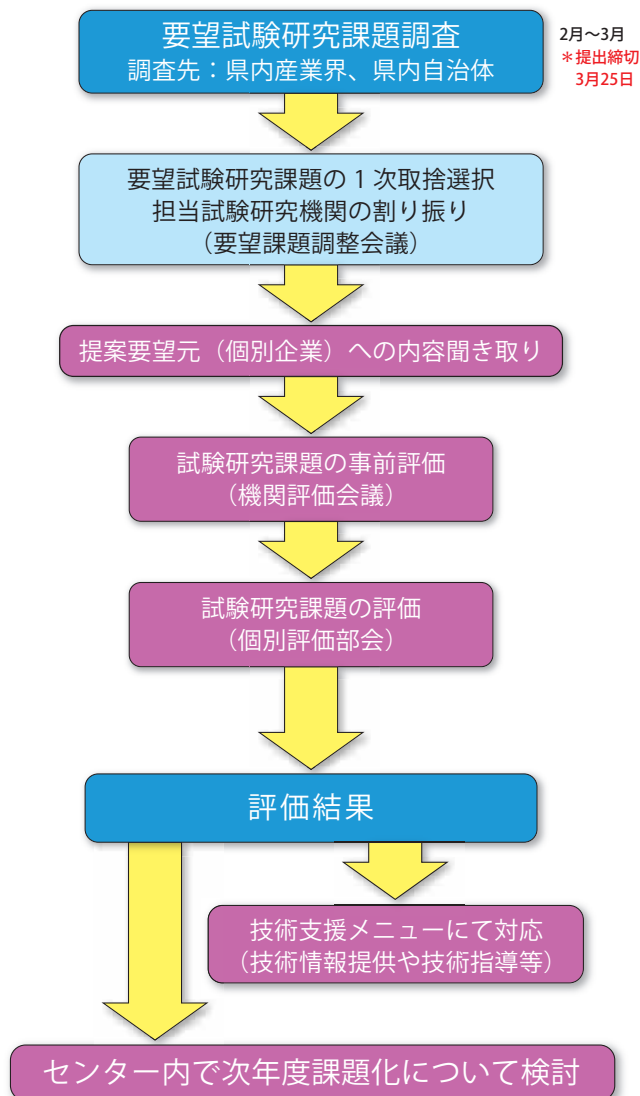 要望試験研究課題調査
調査先：県内産業界、県内自治体
2月～3月
＊提出締切
3月25日
要望試験研究課題の1次取捨選択
担当試験研究機関の割り振り
（要望課題調整会議）
提案要望元（個別企業）への内容聞き取り
試験研究課題の事前評価
（機関評価会議）
試験研究課題の評価
（個別評価部会）
評価結果
技術支援メニューにて対応
（技術情報提供や技術指導等）
センター内で次年度課題化について検討